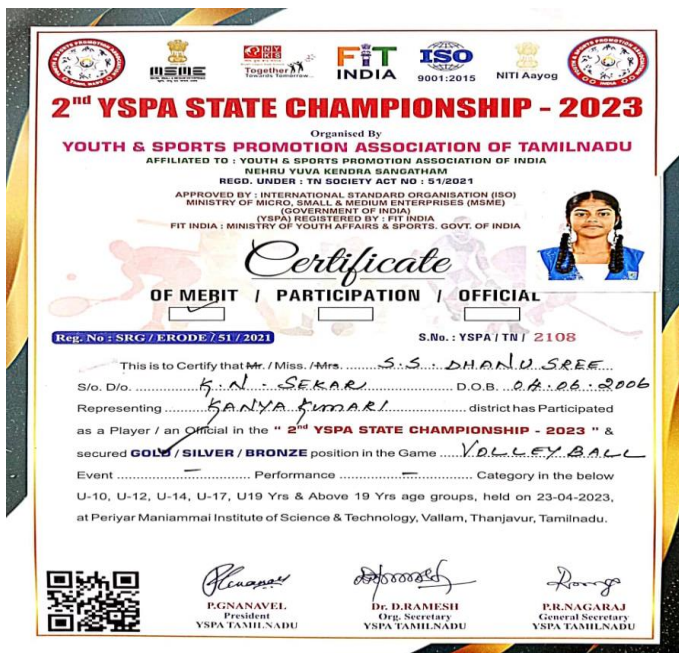 MSME
NYKS
Together
Towards Tomorrow...
FIT
INDIA
ISO
9001:2015
NITI Aayog
2nd YSPA STATE CHAMPIONSHIP - 2023
Organised By
YOUTH & SPORTS PROMOTION ASSOCIATION OF TAMILNADU
AFFILIATED TO : YOUTH & SPORTS PROMOTION ASSOCIATION OF INDIA
NEHRU YUVA KENDRA SANGATHAM
REGD. UNDER : TN SOCIETY ACT NO : 51/2021
APPROVED BY : INTERNATIONAL STANDARD ORGANISATION (ISO)
MINISTRY OF MICRO, SMALL & MEDIUM ENTERPRISES (MSME)
(GOVERNMENT OF INDIA)
(YSPA) REGISTERED BY : FIT INDIA
FIT INDIA : MINISTRY OF YOUTH AFFAIRS & SPORTS. GOVT. OF INDIA
Certificate
OF MERIT / PARTICIPATION / OFFICIAL
Reg. No : SRG / ERODE / 51 / 2021 S.No. : YSPA / TN / 2108
This is to Certify that Mr. / Miss. / Mrs. S.S. DHANU SREE
S/o. D/o. K.N. SEKAR D.O.B. 04.06.2006
Representing KANYA KUMARI district has Participated
as a Player / an Official in the " 2nd YSPA STATE CHAMPIONSHIP - 2023 " &
secured GOLD / SILVER / BRONZE position in the Game VOLLEY BALL
Event - Performance - Category in the below
U-10, U-12, U-14, U-17, U19 Yrs & Above 19 Yrs age groups, held on 23-04-2023,
at Periyar Maniammai Institute of Science & Technology, Vallam, Thanjavur, Tamilnadu.
P.GNANAVEL
President
YSPA TAMILNADU
Dr. D.RAMESH
Org. Secretary
YSPA TAMILNADU
P.R.NAGARAJ
General Secretary
YSPA TAMILNADU